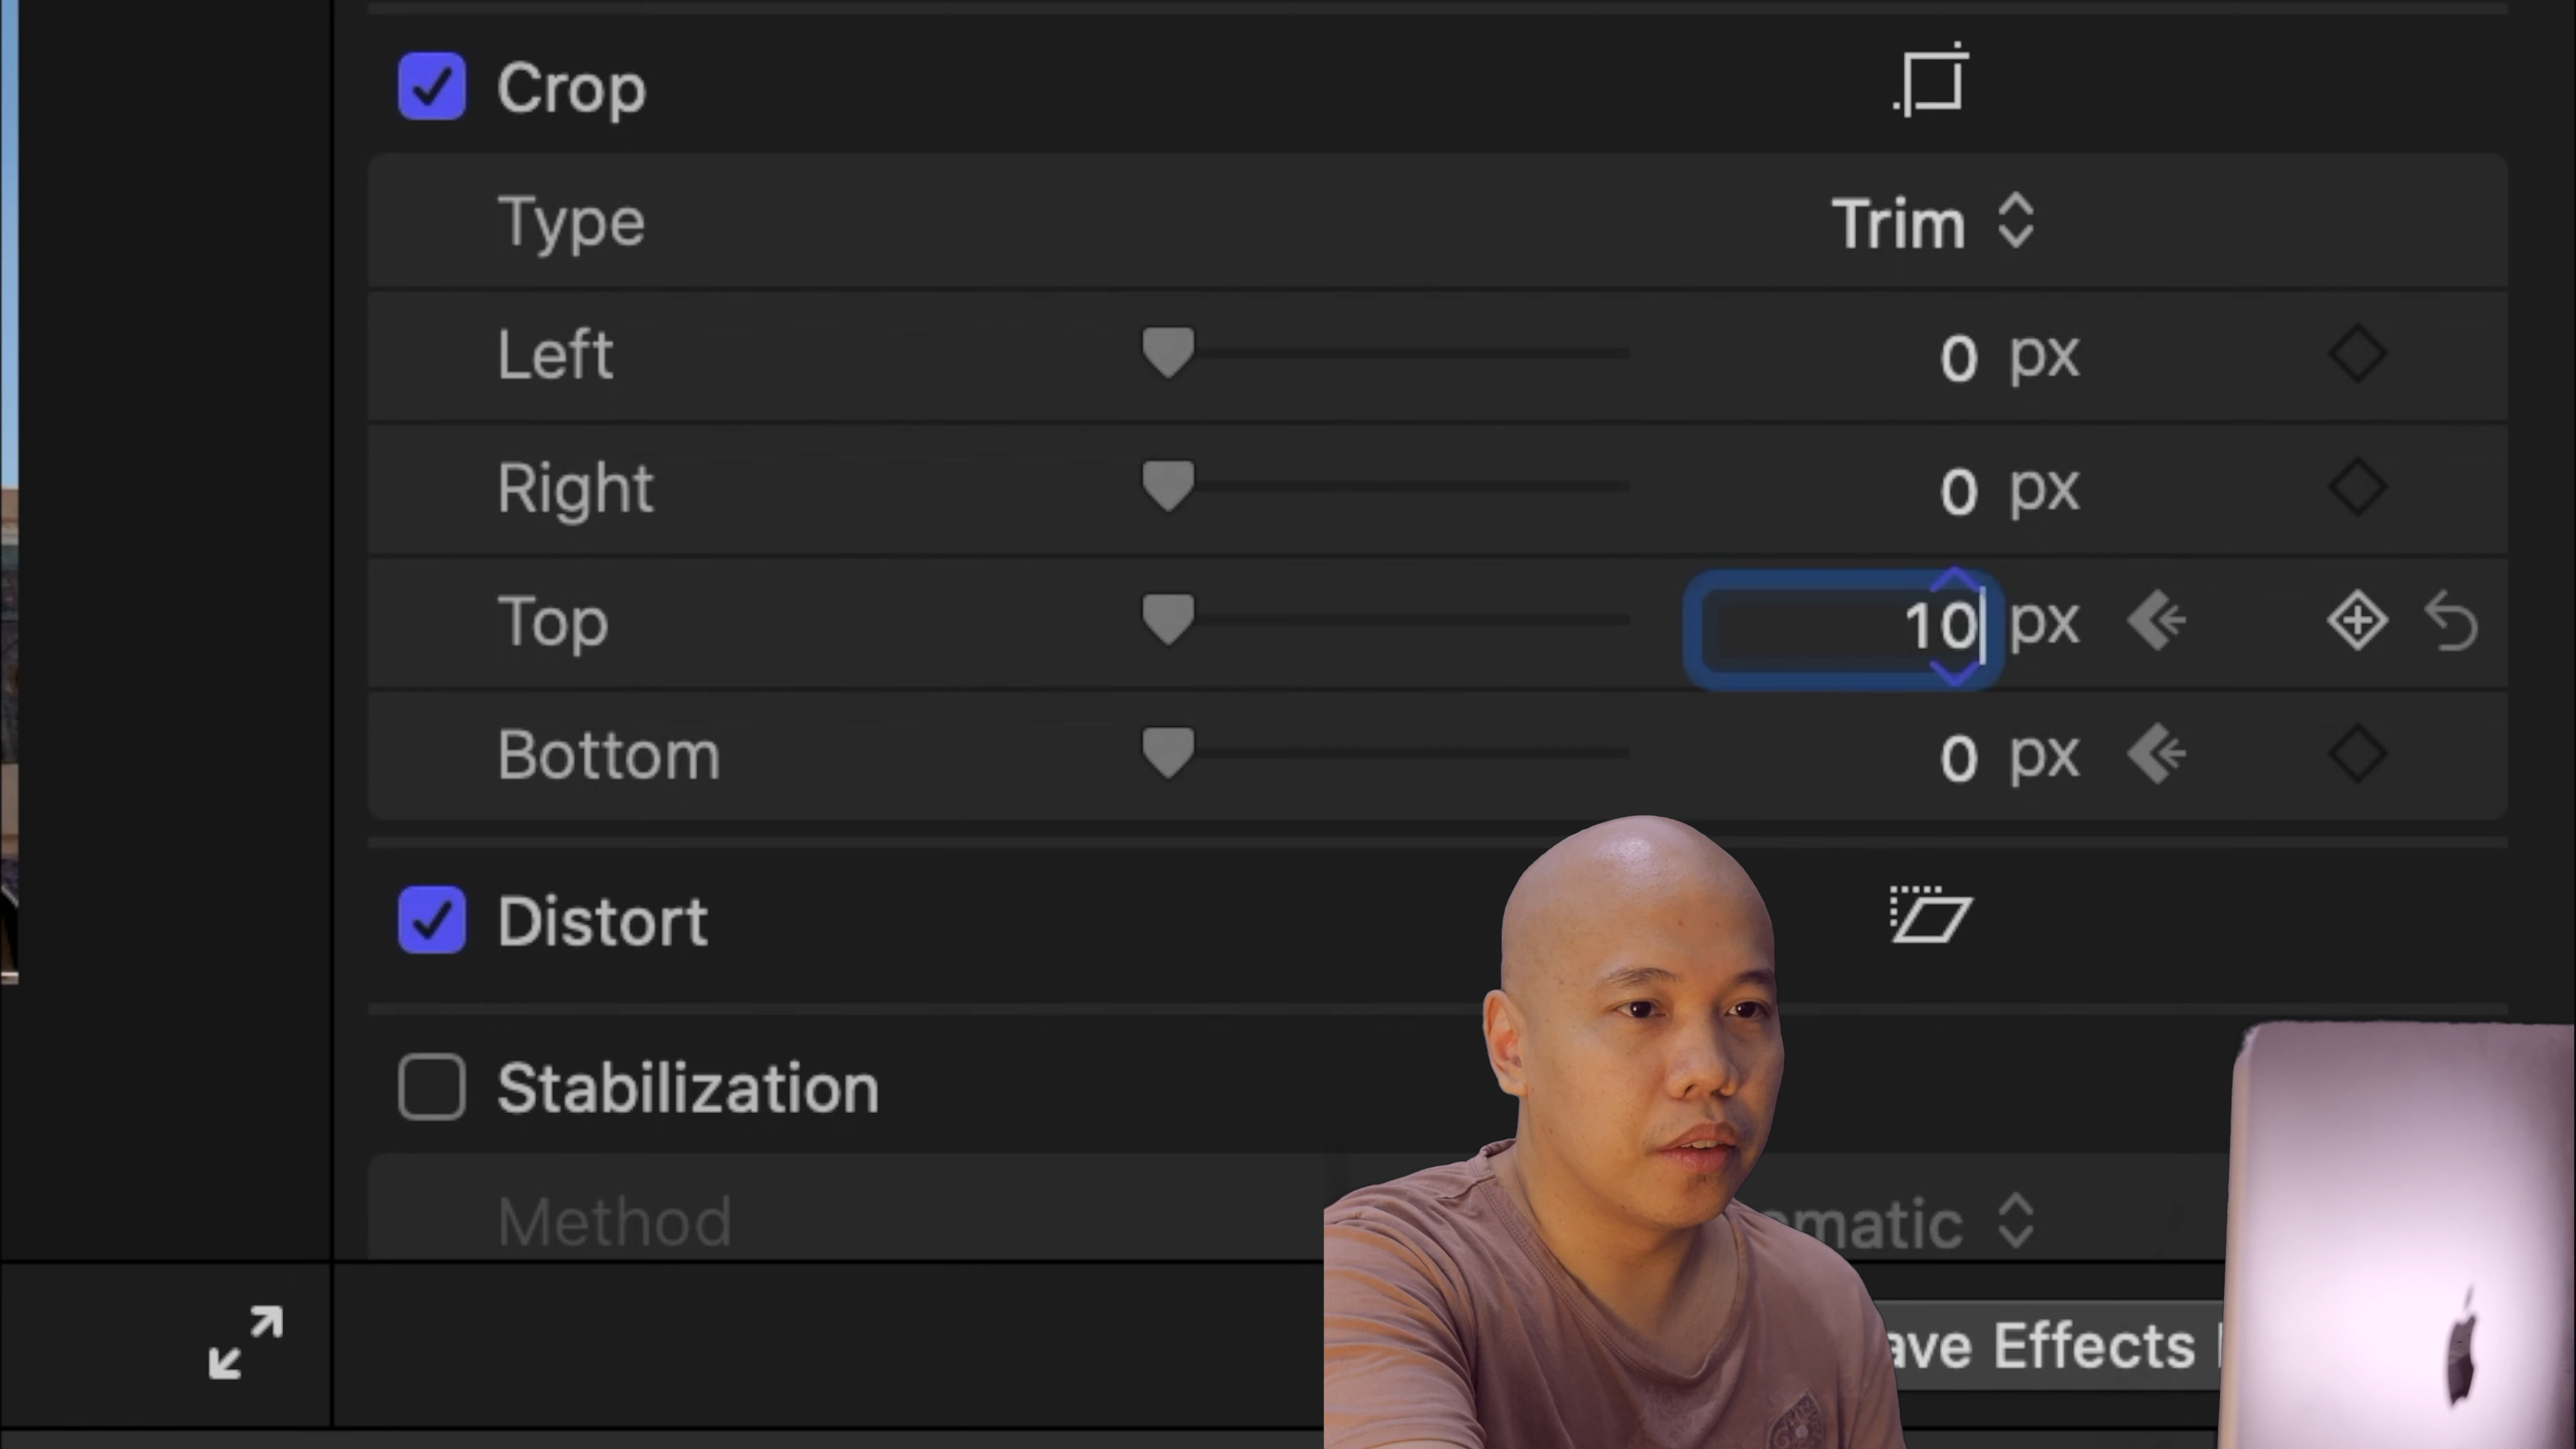 Crop
Type Trim
Left 0 px
Right 0 px
Top 10 px
Bottom 0 px
Distort
Stabilization
Method
Effects